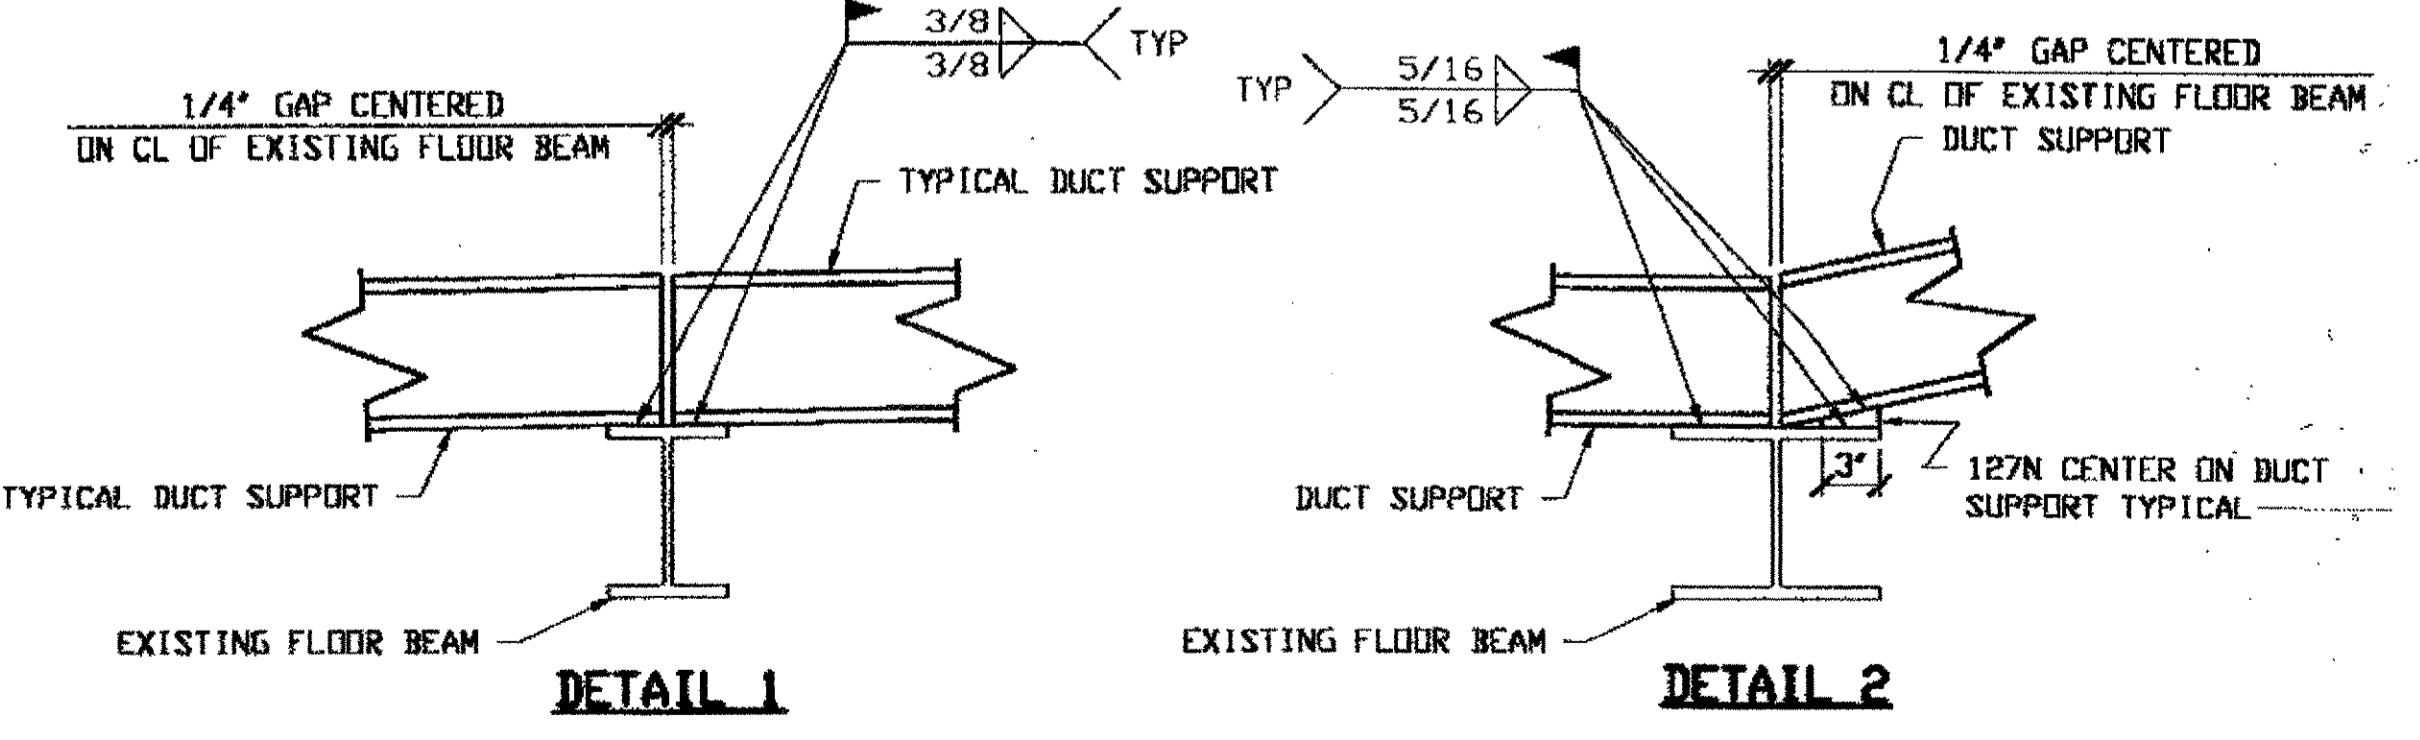 3/8
3/8
TYP
1/4" GAP CENTERED
ON CL OF EXISTING FLOOR BEAM
TYPICAL DUCT SUPPORT
TYPICAL DUCT SUPPORT
EXISTING FLOOR BEAM
DETAIL 1
TYP
5/16
5/16
1/4" GAP CENTERED
ON CL OF EXISTING FLOOR BEAM
DUCT SUPPORT
3"
127N CENTER ON DUCT
SUPPORT TYPICAL
DUCT SUPPORT
EXISTING FLOOR BEAM
DETAIL 2